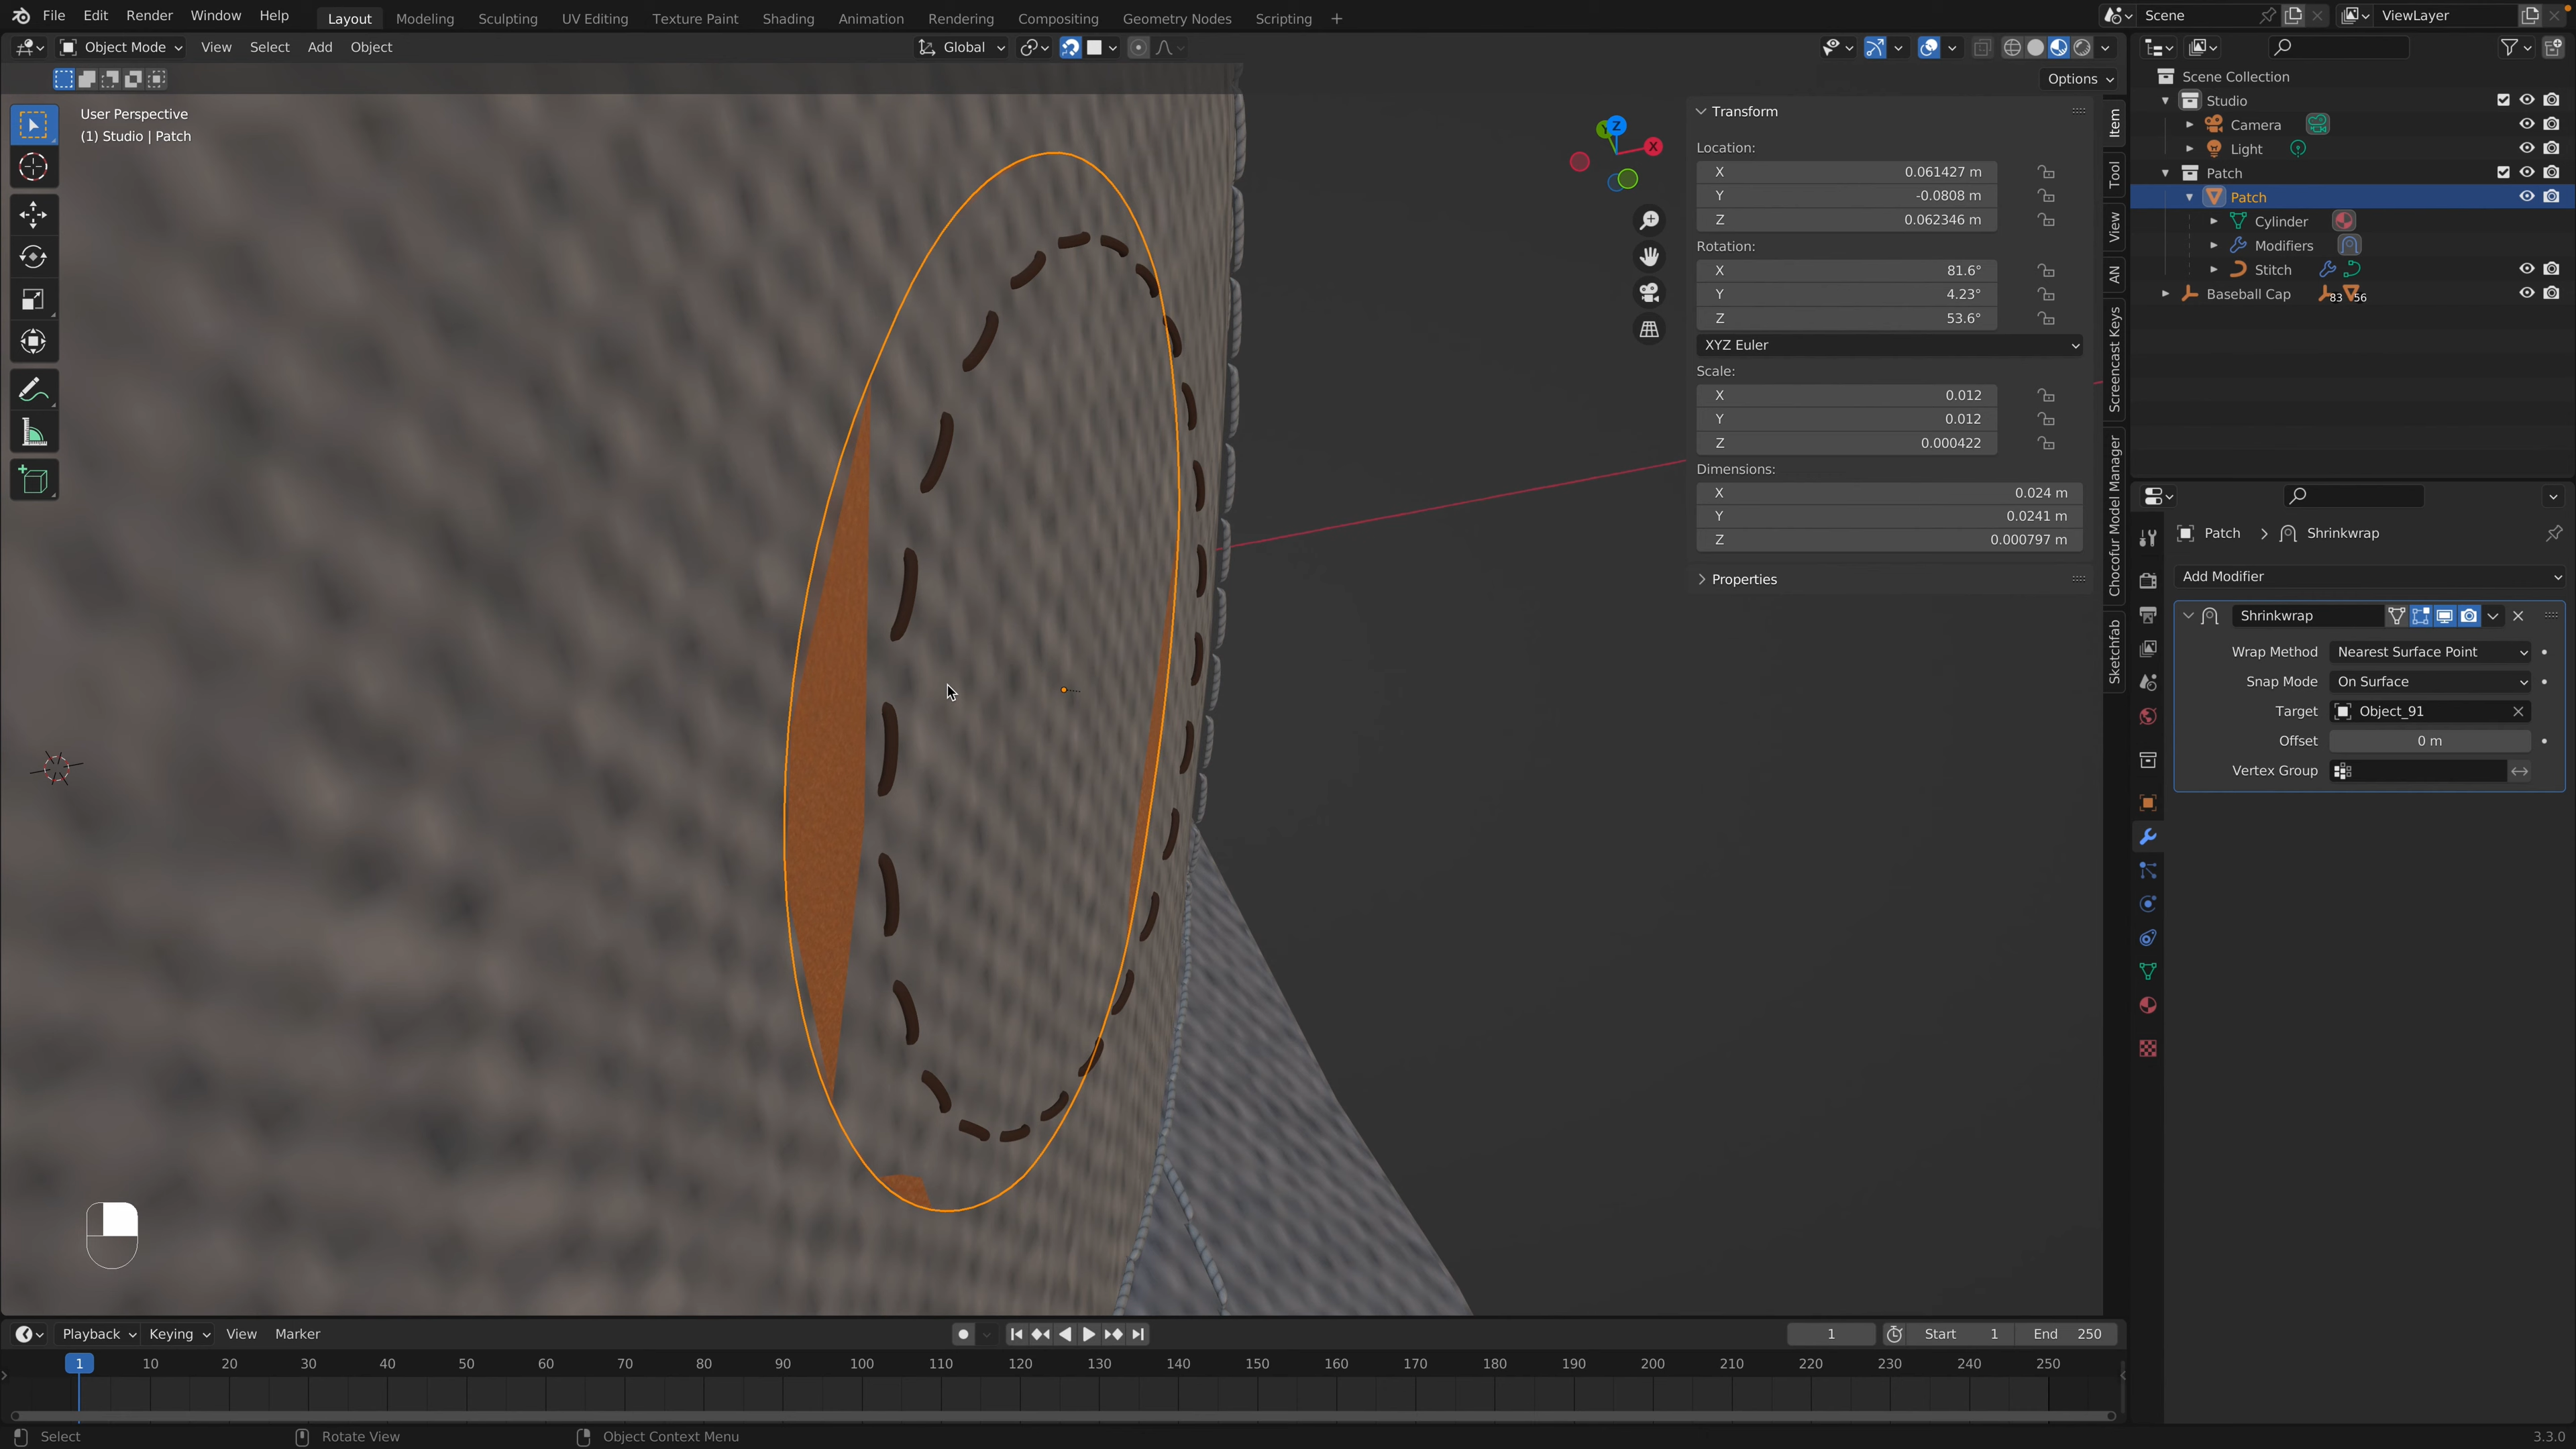 File Edit Render Window Help Layout Modeling Sculpting UV Editing Texture Paint Shading Animation Rendering Compositing Geometry Nodes Scripting + Scene ViewLayer
Object Mode View Select Add Object Global
Options
User Perspective
(1) Studio | Patch
Z
Y
X
Transform
Location:
X 0.061427 m
Y -0.0808 m
Z 0.062346 m
Rotation:
X 81.6°
Y 4.23°
Z 53.6°
XYZ Euler
Scale:
X 0.012
Y 0.012
Z 0.000422
Dimensions:
X 0.024 m
Y 0.0241 m
Z 0.000797 m
Properties
Item
Tool
View
AN
Screencast Keys
Chocofur Model Manager
Sketchfab
Scene Collection
Studio
Camera
Light
Patch
Patch
Cylinder
Modifiers
Stitch
Baseball Cap 83 56
Patch > Shrinkwrap
Add Modifier
Shrinkwrap
Wrap Method Nearest Surface Point
Snap Mode On Surface
Target Object_91
Offset 0 m
Vertex Group
Playback Keying View Marker 1 Start 1 End 250
1 10 20 30 40 50 60 70 80 90 100 110 120 130 140 150 160 170 180 190 200 210 220 230 240 250
Select Rotate View Object Context Menu 3.3.0